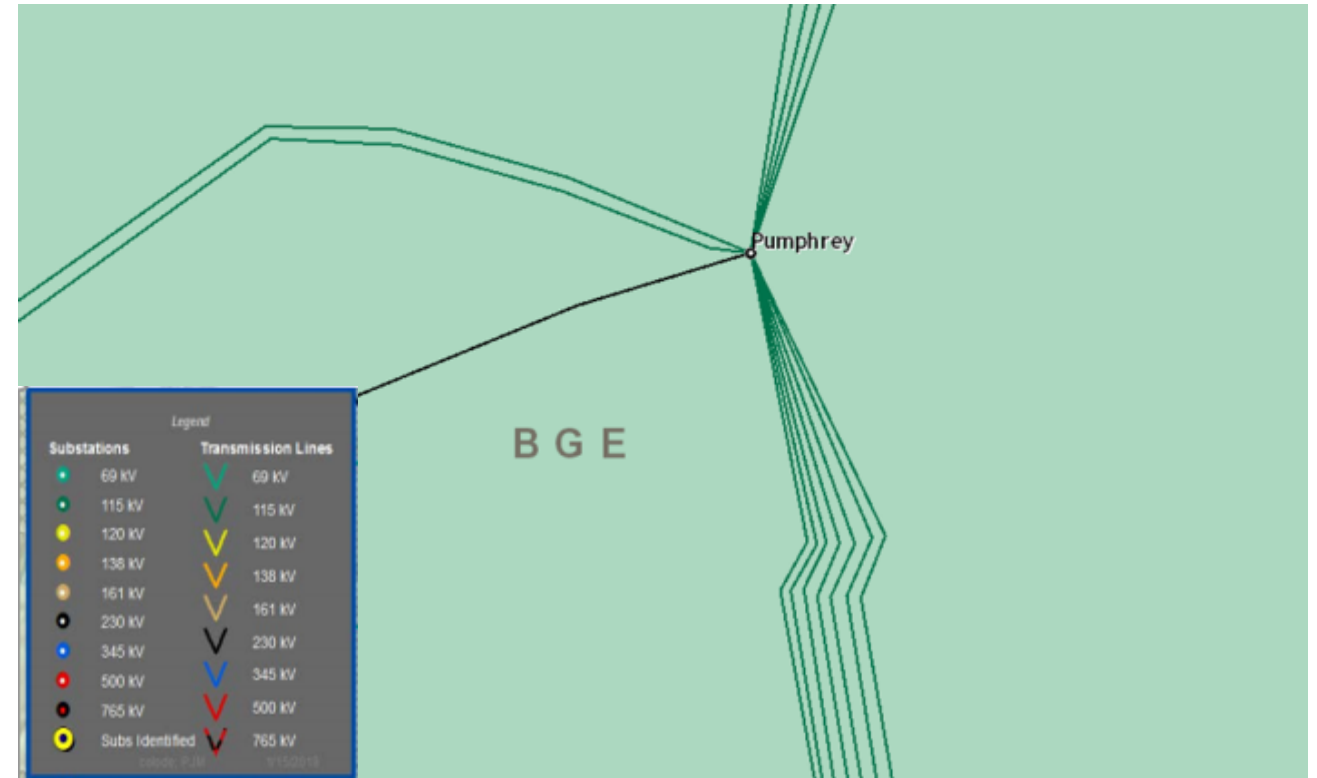 Pumphrey
BGE
Legend
Substations
69 kV
115 kV
120 kV
138 kV
161 kV
230 kV
345 kV
500 kV
765 kV
Subs Identified
Transmission Lines
69 kV
115 kV
120 kV
138 kV
161 kV
230 kV
345 kV
500 kV
765 kV
PJM